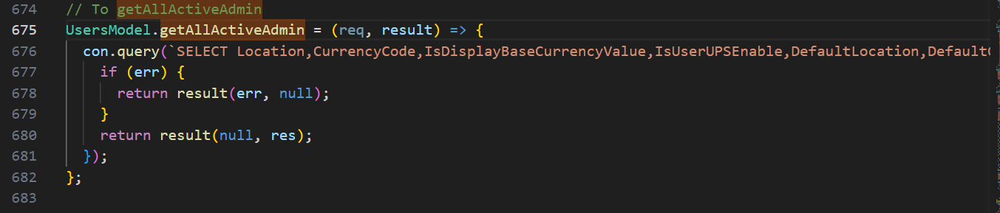 674 // To getAllActiveAdmin
675 UsersModel.getAllActiveAdmin = (req, result) => {
676 con.query(`SELECT Location,CurrencyCode,IsDisplayBaseCurrencyValue,IsUserUPSEnable,DefaultLocation,Default
677 if (err) {
678 return result(err, null);
679 }
680 return result(null, res);
681 });
682 };
683